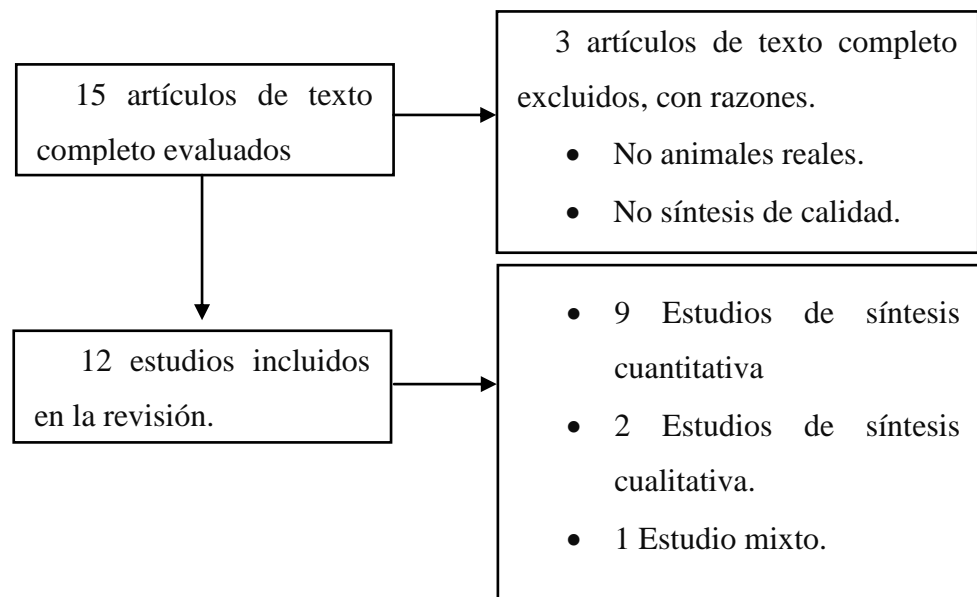 15 artículos de texto
completo evaluados
3 artículos de texto completo
excluidos, con razones.
• No animales reales.
• No síntesis de calidad.
12 estudios incluidos
en la revisión.
• 9 Estudios de síntesis
cuantitativa
• 2 Estudios de síntesis
cualitativa.
• 1 Estudio mixto.